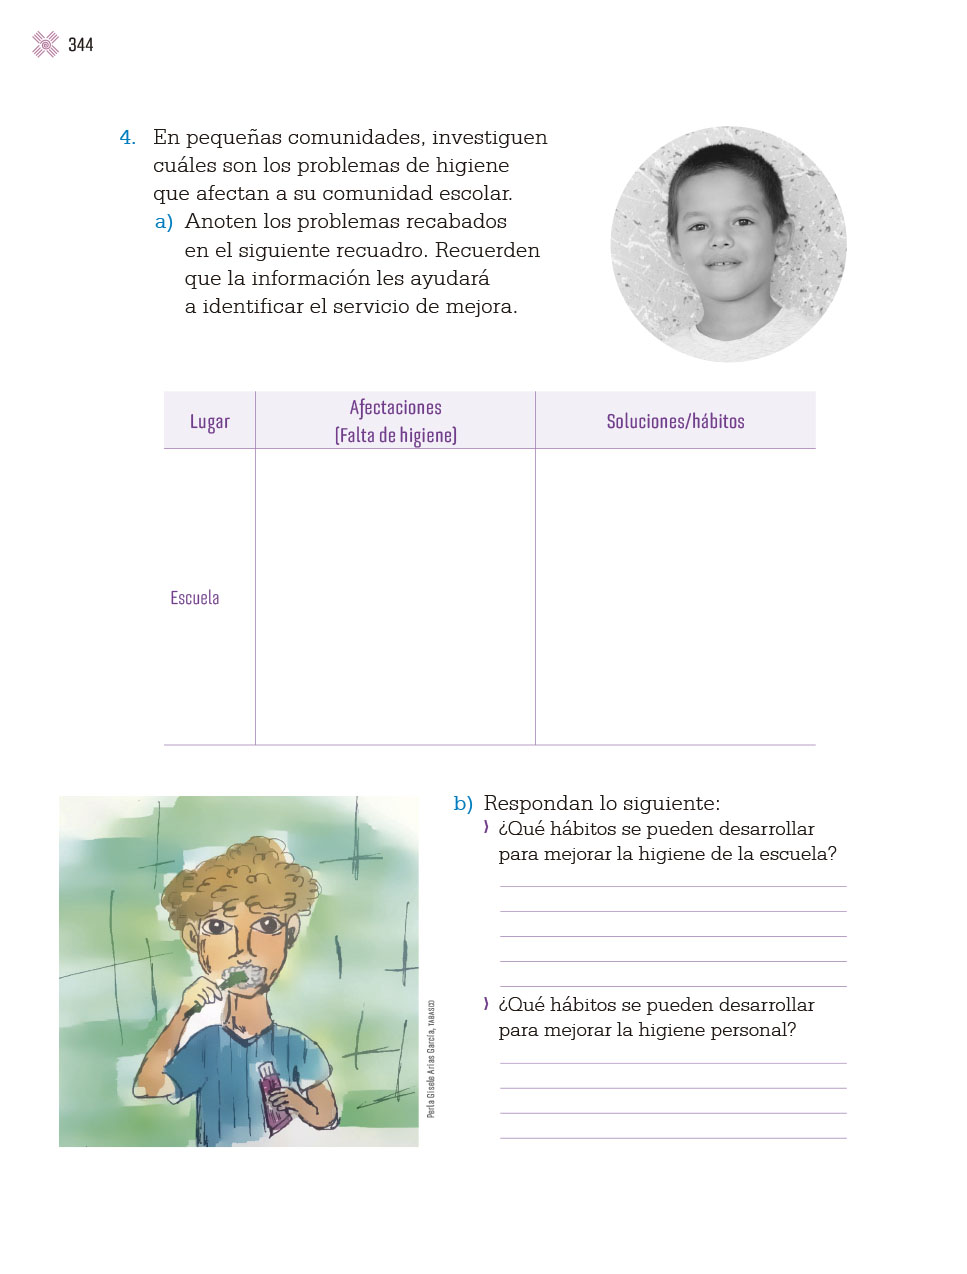 344
4. En pequeñas comunidades, investiguen
cuáles son los problemas de higiene
que afectan a su comunidad escolar.
a) Anoten los problemas recabados
en el siguiente recuadro. Recuerden
que la información les ayudará
a identificar el servicio de mejora.
Lugar
Afectaciones
(Falta de higiene)
Soluciones/hábitos
Escuela
b) Respondan lo siguiente:
¿Qué hábitos se pueden desarrollar
para mejorar la higiene de la escuela?
¿Qué hábitos se pueden desarrollar
para mejorar la higiene personal?
Perla Gisele Arias García, TABASCO